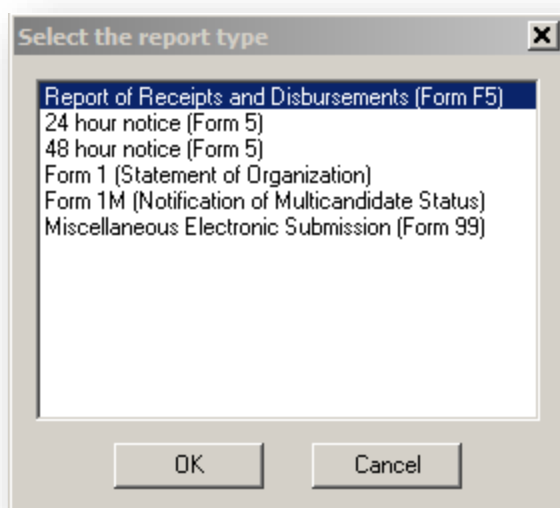 Select the report type
Report of Receipts and Disbursements (Form F5)
24 hour notice (Form 5)
48 hour notice (Form 5)
Form 1 (Statement of Organization)
Form 1M (Notification of Multicandidate Status)
Miscellaneous Electronic Submission (Form 99)
OK Cancel